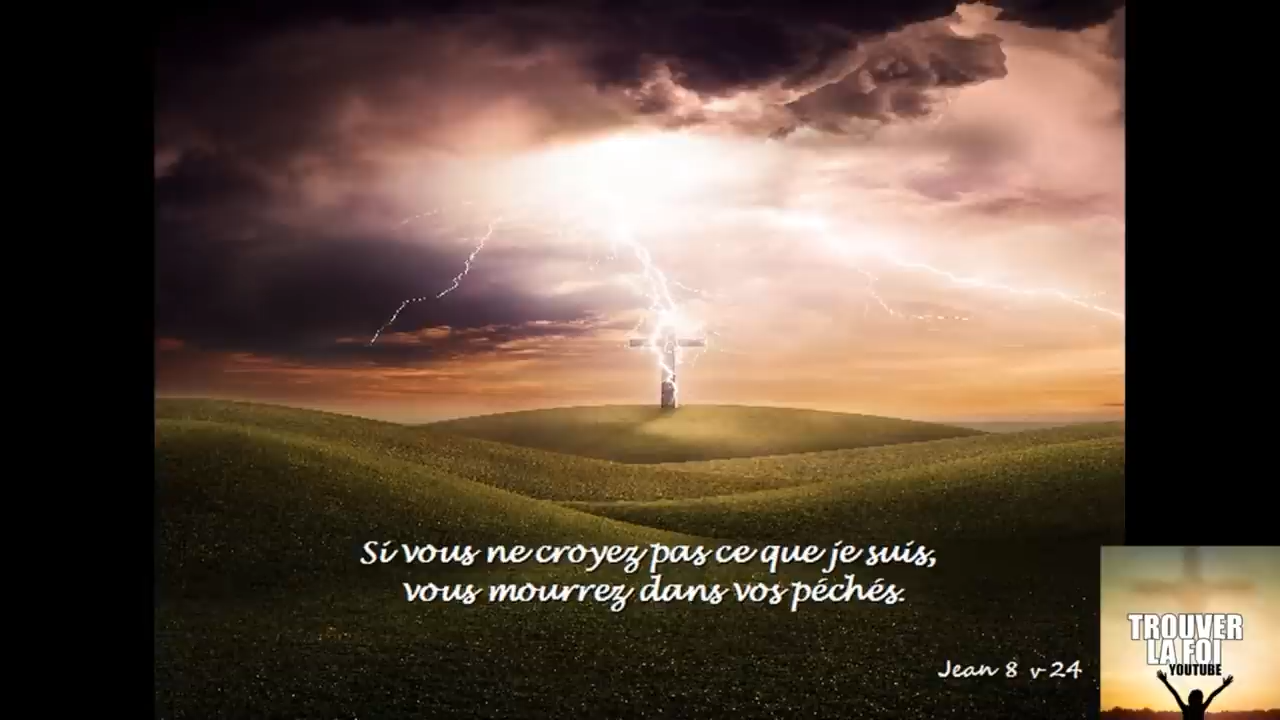 Si vous ne croyez pas ce que je suis,
vous mourrez dans vos péchés.
Jean 8 v 24
TROUVER
LA FOI
YOUTUBE